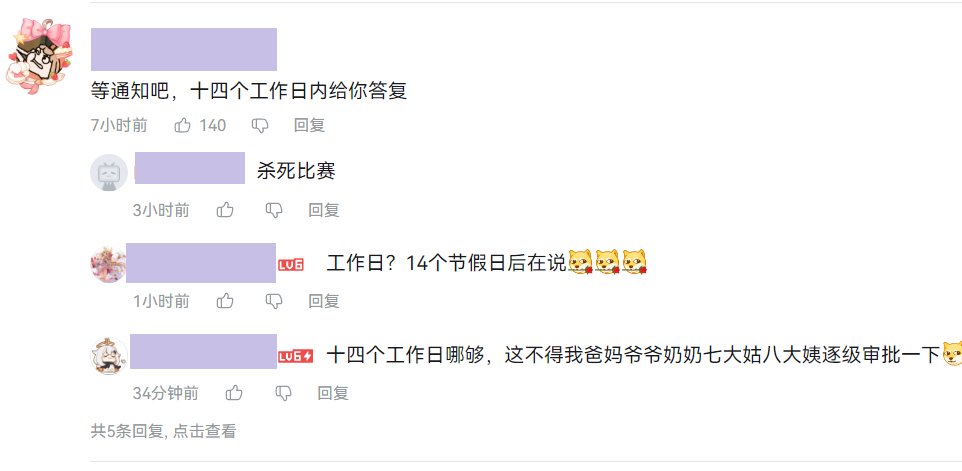 等通知吧，十四个工作日内给你答复
7小时前 140 回复
杀死比赛
3小时前 回复
LV6 工作日？14个节假日后在说
1小时前 回复
LV6 十四个工作日哪够，这不得我爸妈爷爷奶奶七大姑八大姨逐级审批一下
34分钟前 回复
共5条回复, 点击查看